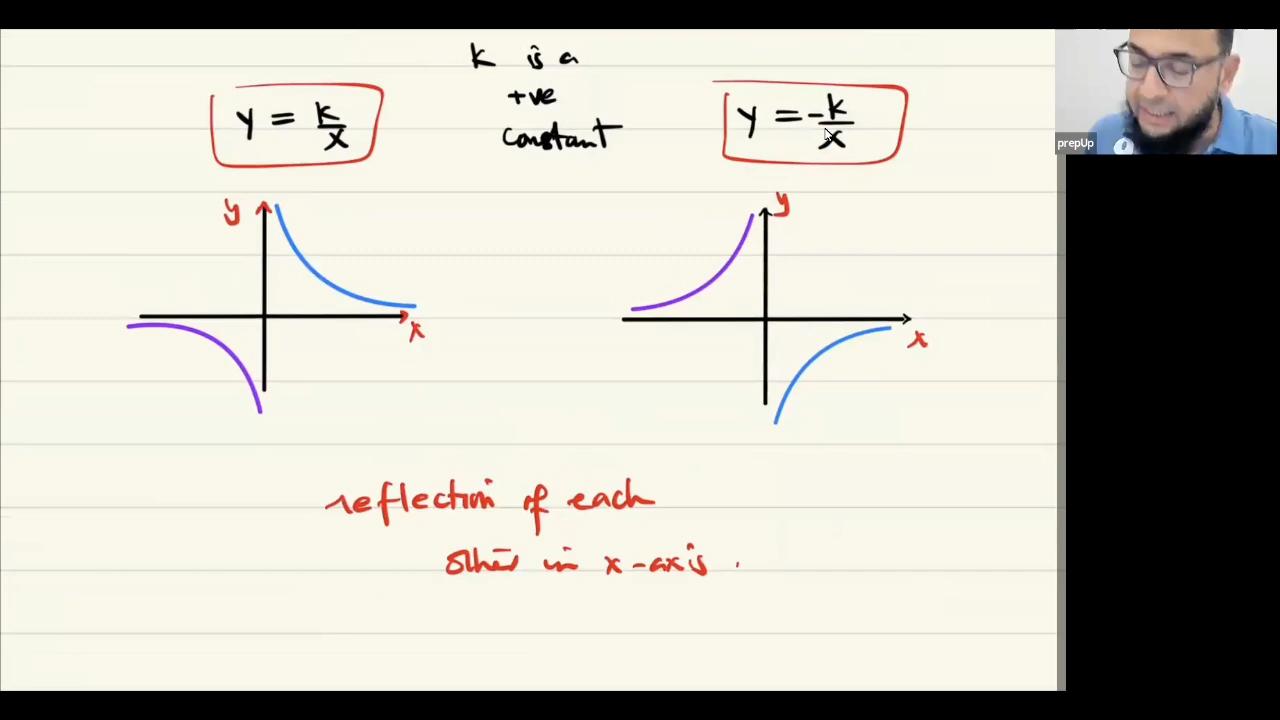 k is a
+ve
constant
y = k/x
y = -k/x
y
x
y
x
reflection of each
other in x-axis.
prepUp